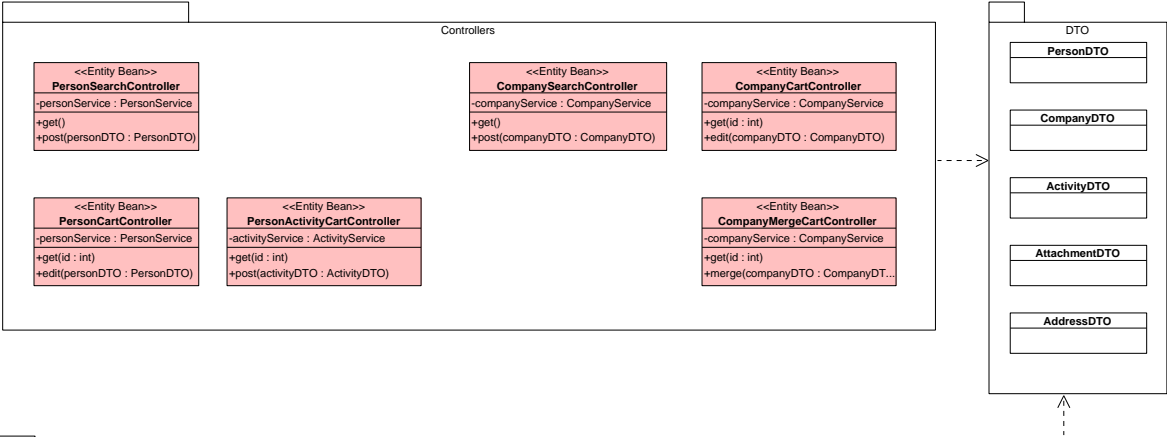 Controllers
<<Entity Bean>>
PersonSearchController
-personService : PersonService
+get()
+post(personDTO : PersonDTO)
<<Entity Bean>>
CompanySearchController
-companyService : CompanyService
+get()
+post(companyDTO : CompanyDTO)
<<Entity Bean>>
CompanyCartController
-companyService : CompanyService
+get(id : int)
+edit(companyDTO : CompanyDTO)
<<Entity Bean>>
PersonCartController
-personService : PersonService
+get(id : int)
+edit(personDTO : PersonDTO)
<<Entity Bean>>
PersonActivityCartController
-activityService : ActivityService
+get(id : int)
+post(activityDTO : ActivityDTO)
<<Entity Bean>>
CompanyMergeCartController
-companyService : CompanyService
+get(id : int)
+merge(companyDTO : CompanyDT...
DTO
PersonDTO
CompanyDTO
ActivityDTO
AttachmentDTO
AddressDTO